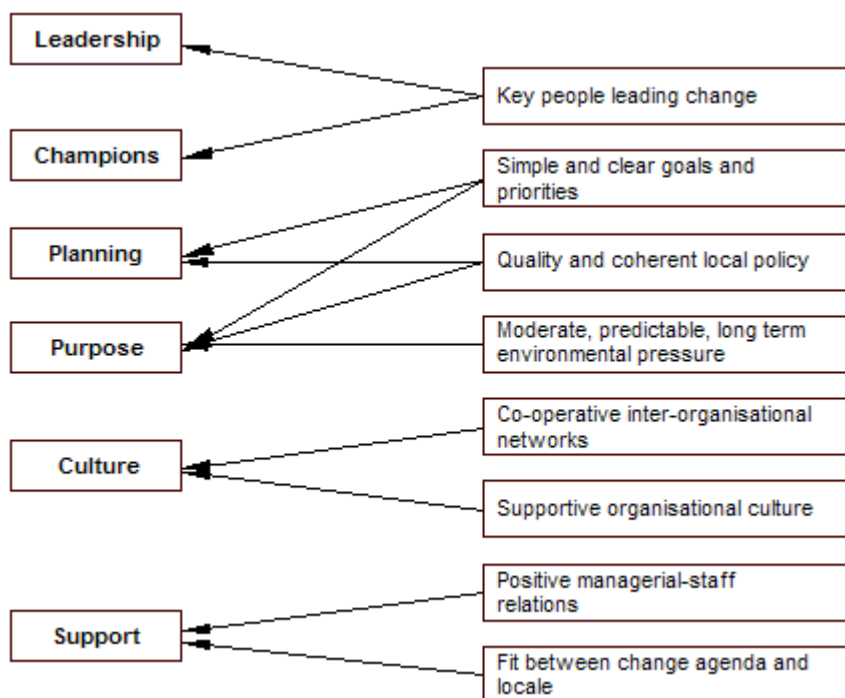 Leadership
Key people leading change
Champions
Simple and clear goals and
priorities
Planning
Quality and coherent local policy
Purpose
Moderate, predictable, long term
environmental pressure
Co-operative inter-organisational
networks
Culture
Supportive organisational culture
Positive managerial-staff
relations
Support
Fit between change agenda and
locale